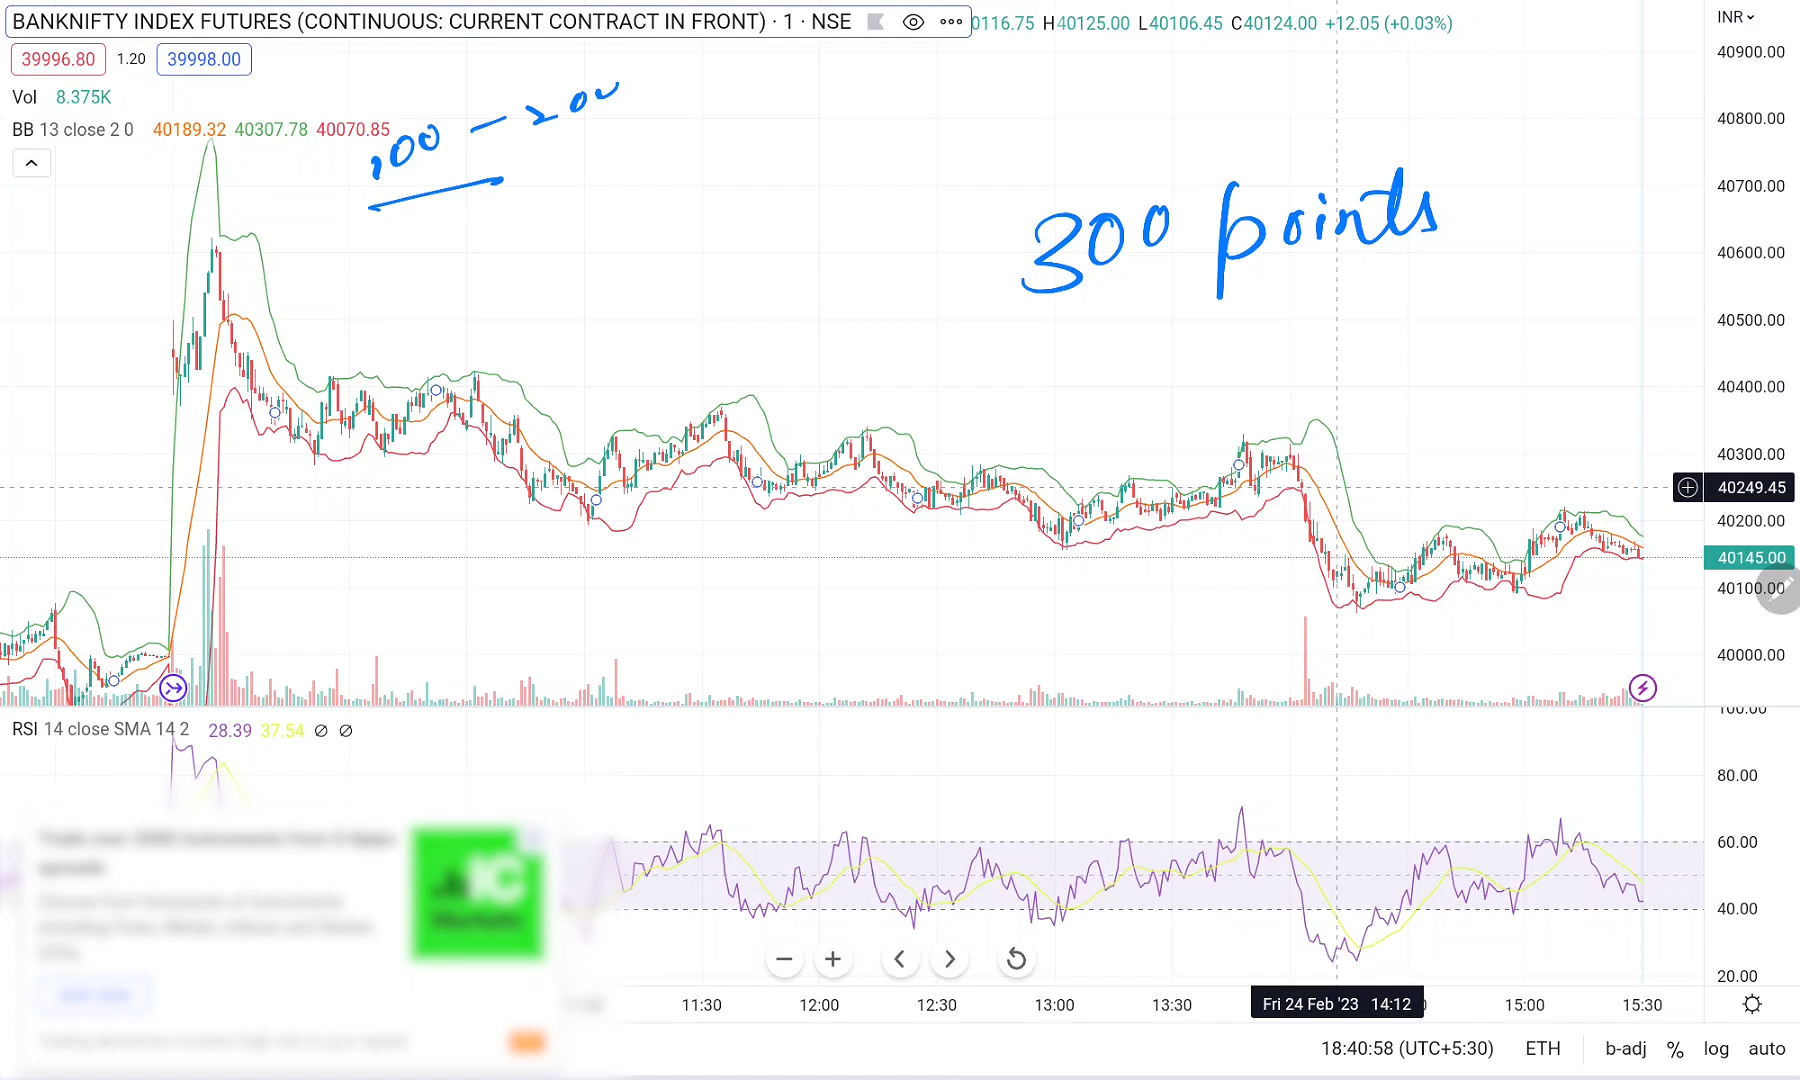 BANKNIFTY INDEX FUTURES (CONTINUOUS: CURRENT CONTRACT IN FRONT) · 1 · NSE 0116.75 H40125.00 L40106.45 C40124.00 +12.05 (+0.03%)
INR
39996.80 1.20 39998.00
Vol 8.375K
BB 13 close 2 0 40189.32 40307.78 40070.85
100 - 200
300 points
40900.00
40800.00
40700.00
40600.00
40500.00
40400.00
40300.00
40249.45
40200.00
40145.00
40100.00
40000.00
RSI 14 close SMA 14 2 28.39 37.54 ∅ ∅
100.00
80.00
60.00
40.00
20.00
11:30 12:00 12:30 13:00 13:30 Fri 24 Feb '23 14:12 15:00 15:30
18:40:58 (UTC+5:30) ETH b-adj % log auto